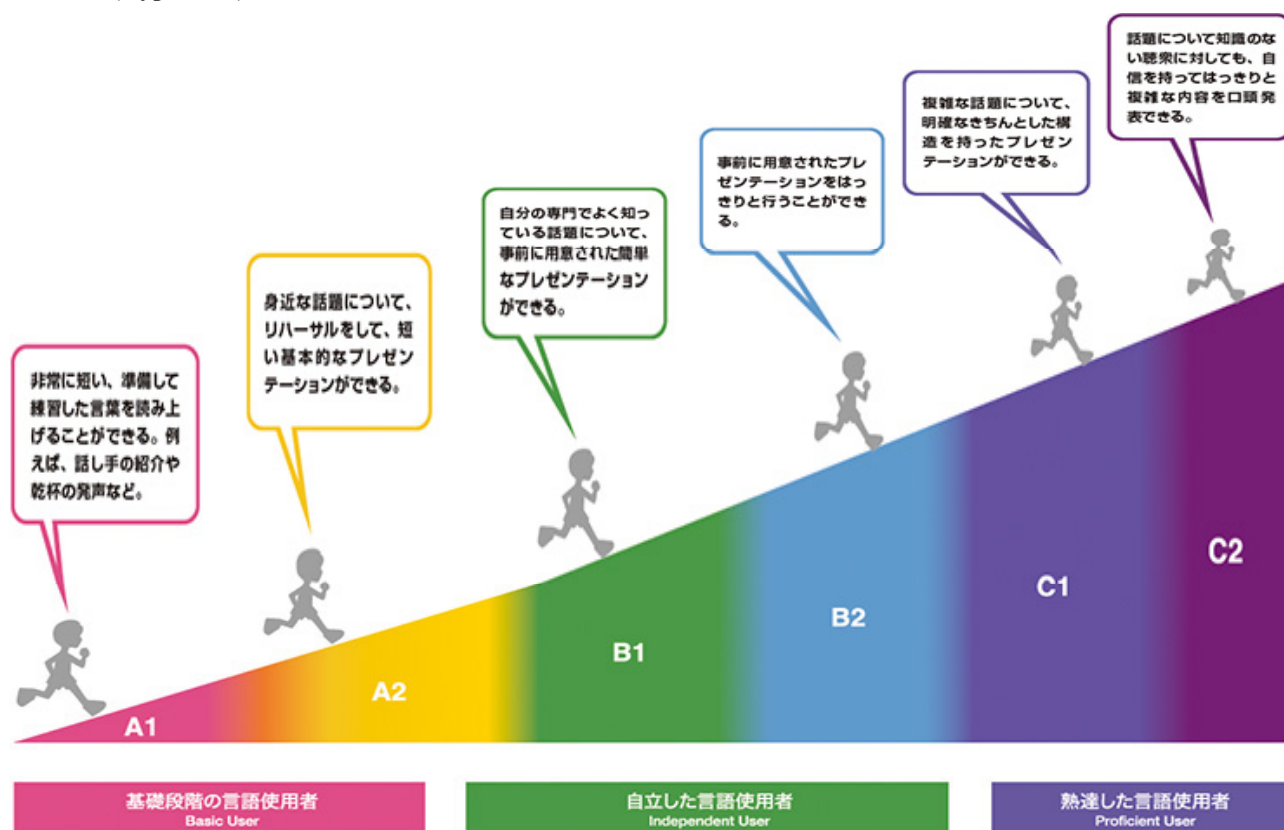 非常に短い、準備して
練習した言葉を読み上
げることができる。例
えば、話し手の紹介や
乾杯の発声など。
身近な話題について、
リハーサルをして、短
い基本的なプレゼン
テーションができる。
自分の専門でよく知っ
ている話題について、
事前に用意された簡単
なプレゼンテーション
ができる。
事前に用意されたプレ
ゼンテーションをはっ
きりと行うことができ
る。
複雑な話題について、
明確なきちんとした構
造を持ったプレゼン
テーションができる。
話題について知識のな
い聴衆に対しても、自
信を持ってはっきりと
複雑な内容を口頭発
表できる。
A1
A2
B1
B2
C1
C2
基礎段階の言語使用者
Basic User
自立した言語使用者
Independent User
熟達した言語使用者
Proficient User